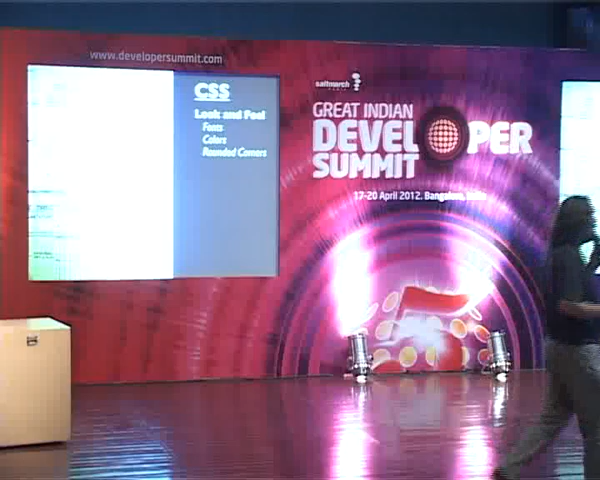 www.developersummit.com
CSS
Look and Feel
Fonts
Colors
Rounded Corners
saltmarch
GREAT INDIAN
DEVELOPER
SUMMIT
17-20 April 2012, Bangalore, India